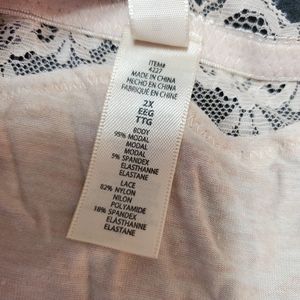 ITEM#
4227
MADE IN CHINA
HECHO EN CHINA
FABRIQUE EN CHINE
2X
EEG
TTG
BODY
95% MODAL
MODAL
MODAL
5% SPANDEX
ELASTHANNE
ELASTANE
LACE
82% NYLON
NILON
POLYAMIDE
18% SPANDEX
ELASTHANNE
ELASTANE